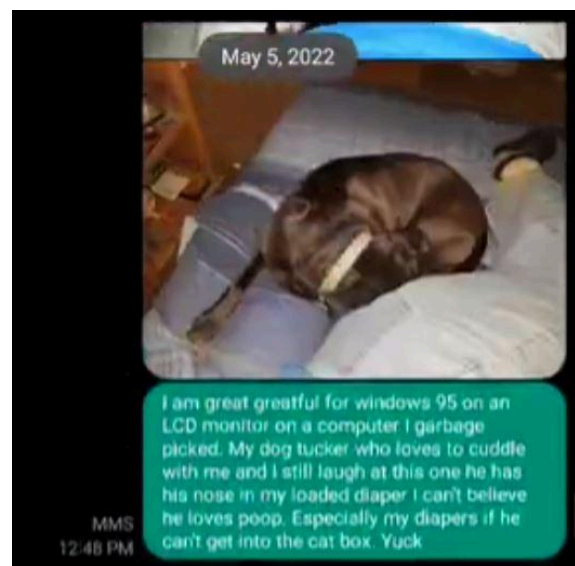 May 5, 2022
I am great greatful for windows 95 on an
LCD monitor on a computer I garbage
picked. My dog tucker who loves to cuddle
with me and I still laugh at this one he has
his nose in my loaded diaper I can't believe
he loves poop. Especially my diapers if he
can't get into the cat box. Yuck
MMS
12:48 PM